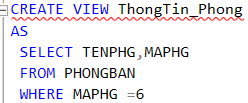 CREATE VIEW ThongTin_Phong
AS
SELECT TENPHG,MAPHG
FROM PHONGBAN
WHERE MAPHG =6